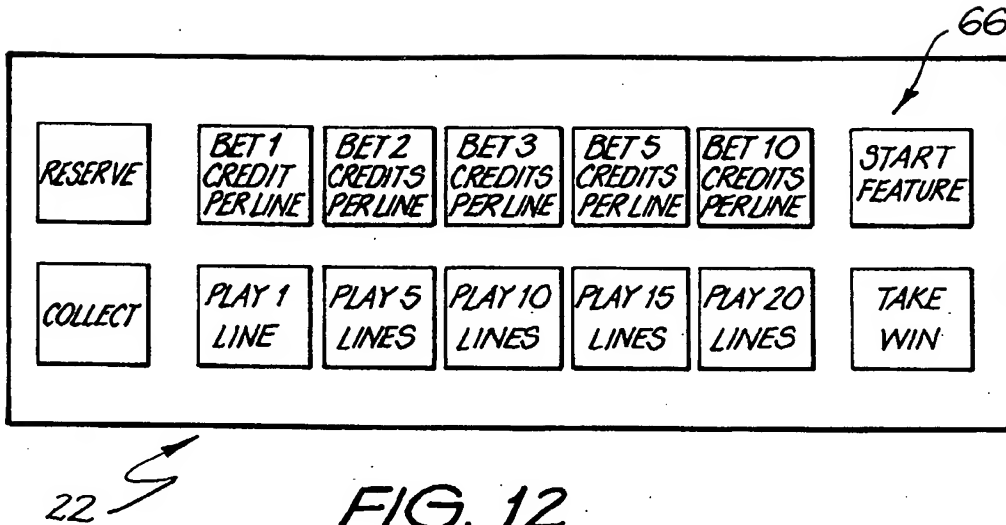 66
RESERVE
BET 1
CREDIT
PER LINE
BET 2
CREDITS
PER LINE
BET 3
CREDITS
PER LINE
BET 5
CREDITS
PER LINE
BET 10
CREDITS
PER LINE
START
FEATURE
COLLECT
PLAY 1
LINE
PLAY 5
LINES
PLAY 10
LINES
PLAY 15
LINES
PLAY 20
LINES
TAKE
WIN
22
FIG. 12